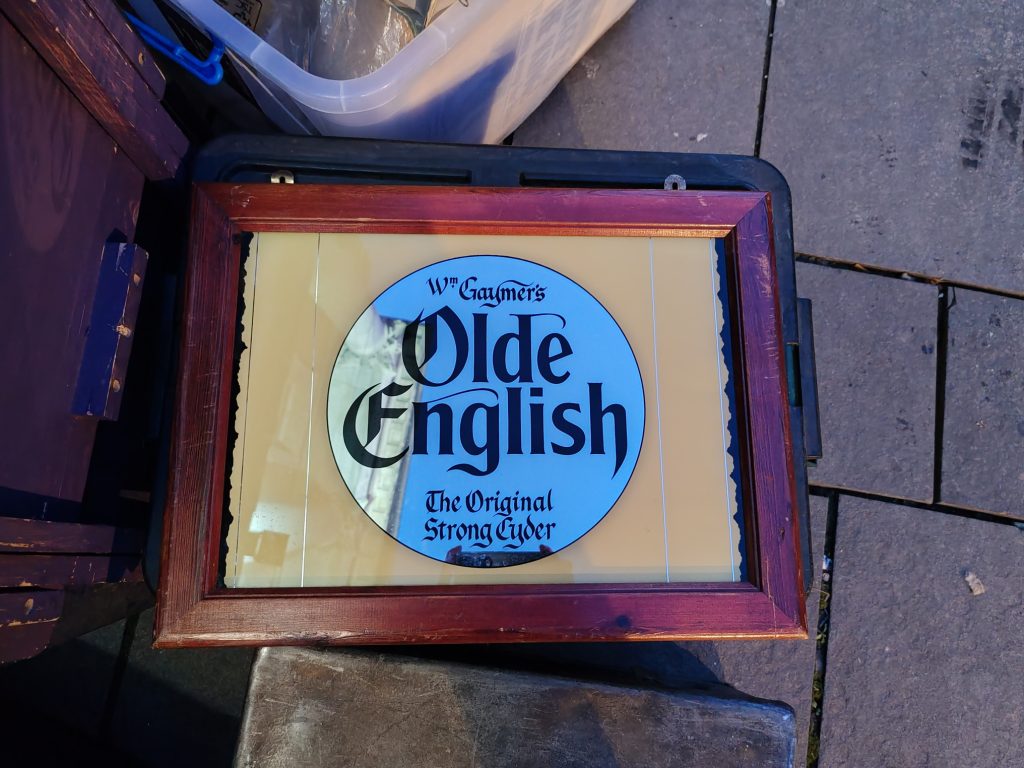 Wm Gaymer's
Olde
English
The Original
Strong Cyder